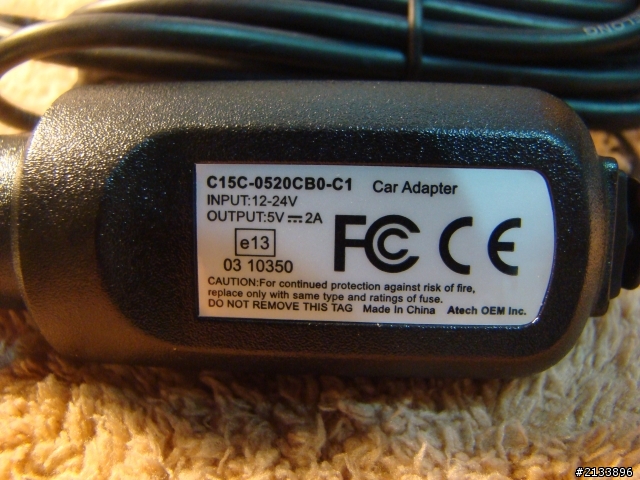 LONG
C15C-0520CB0-C1 Car Adapter
INPUT:12-24V
OUTPUT:5V⎓2A
e13
03 10350
FC CE
CAUTION:For continued protection against risk of fire,
replace only with same type and ratings of fuse.
DO NOT REMOVE THIS TAG Made In China Atech OEM Inc.
#2133896